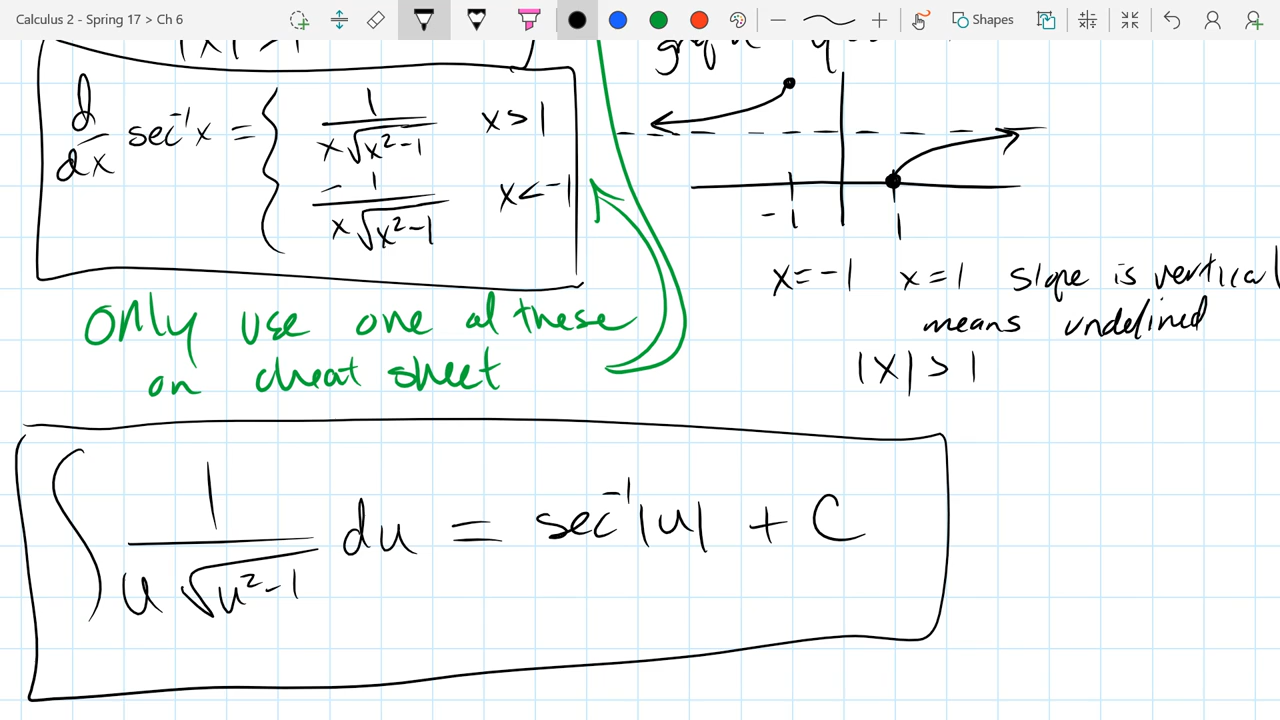 Calculus 2 - Spring 17 > Ch 6
Shapes
|x| > 1
graph
d/dx sec⁻¹x = { 1/(x√(x²-1)) x > 1
-1/(x√(x²-1)) x < -1
-1 1
x = -1 x = 1 slope is vertical
means undefined
|x| > 1
only use one of these
on cheat sheet
∫ 1/(u√(u²-1)) du = sec⁻¹|u| + C